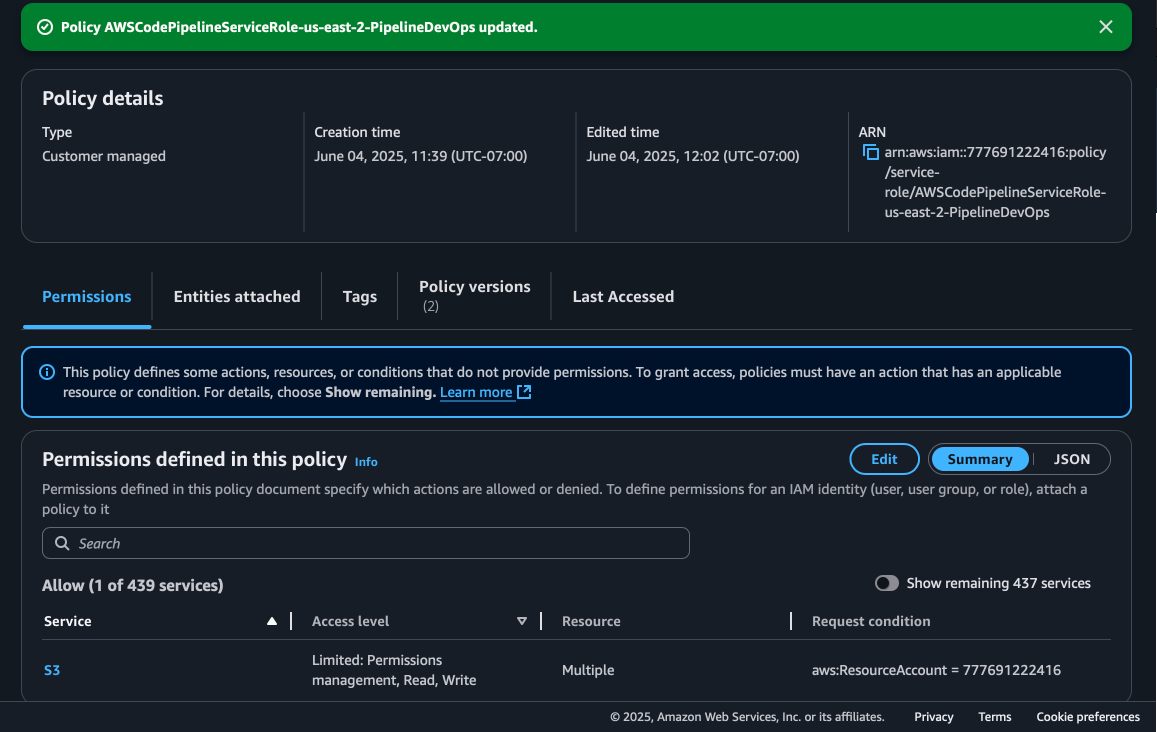 Policy AWSCodePipelineServiceRole-us-east-2-PipelineDevOps updated.
Policy details
Type
Customer managed
Creation time
June 04, 2025, 11:39 (UTC-07:00)
Edited time
June 04, 2025, 12:02 (UTC-07:00)
ARN
arn:aws:iam::777691222416:policy
/service-
role/AWSCodePipelineServiceRole-
us-east-2-PipelineDevOps
Permissions
Entities attached
Tags
Policy versions
(2)
Last Accessed
This policy defines some actions, resources, or conditions that do not provide permissions. To grant access, policies must have an action that has an applicable
resource or condition. For details, choose Show remaining. Learn more
Permissions defined in this policy Info
Edit
Summary
JSON
Permissions defined in this policy document specify which actions are allowed or denied. To define permissions for an IAM identity (user, user group, or role), attach a
policy to it
Search
Allow (1 of 439 services)
Show remaining 437 services
Service
Access level
Resource
Request condition
S3
Limited: Permissions
management, Read, Write
Multiple
aws:ResourceAccount = 777691222416
© 2025, Amazon Web Services, Inc. or its affiliates.
Privacy
Terms
Cookie preferences